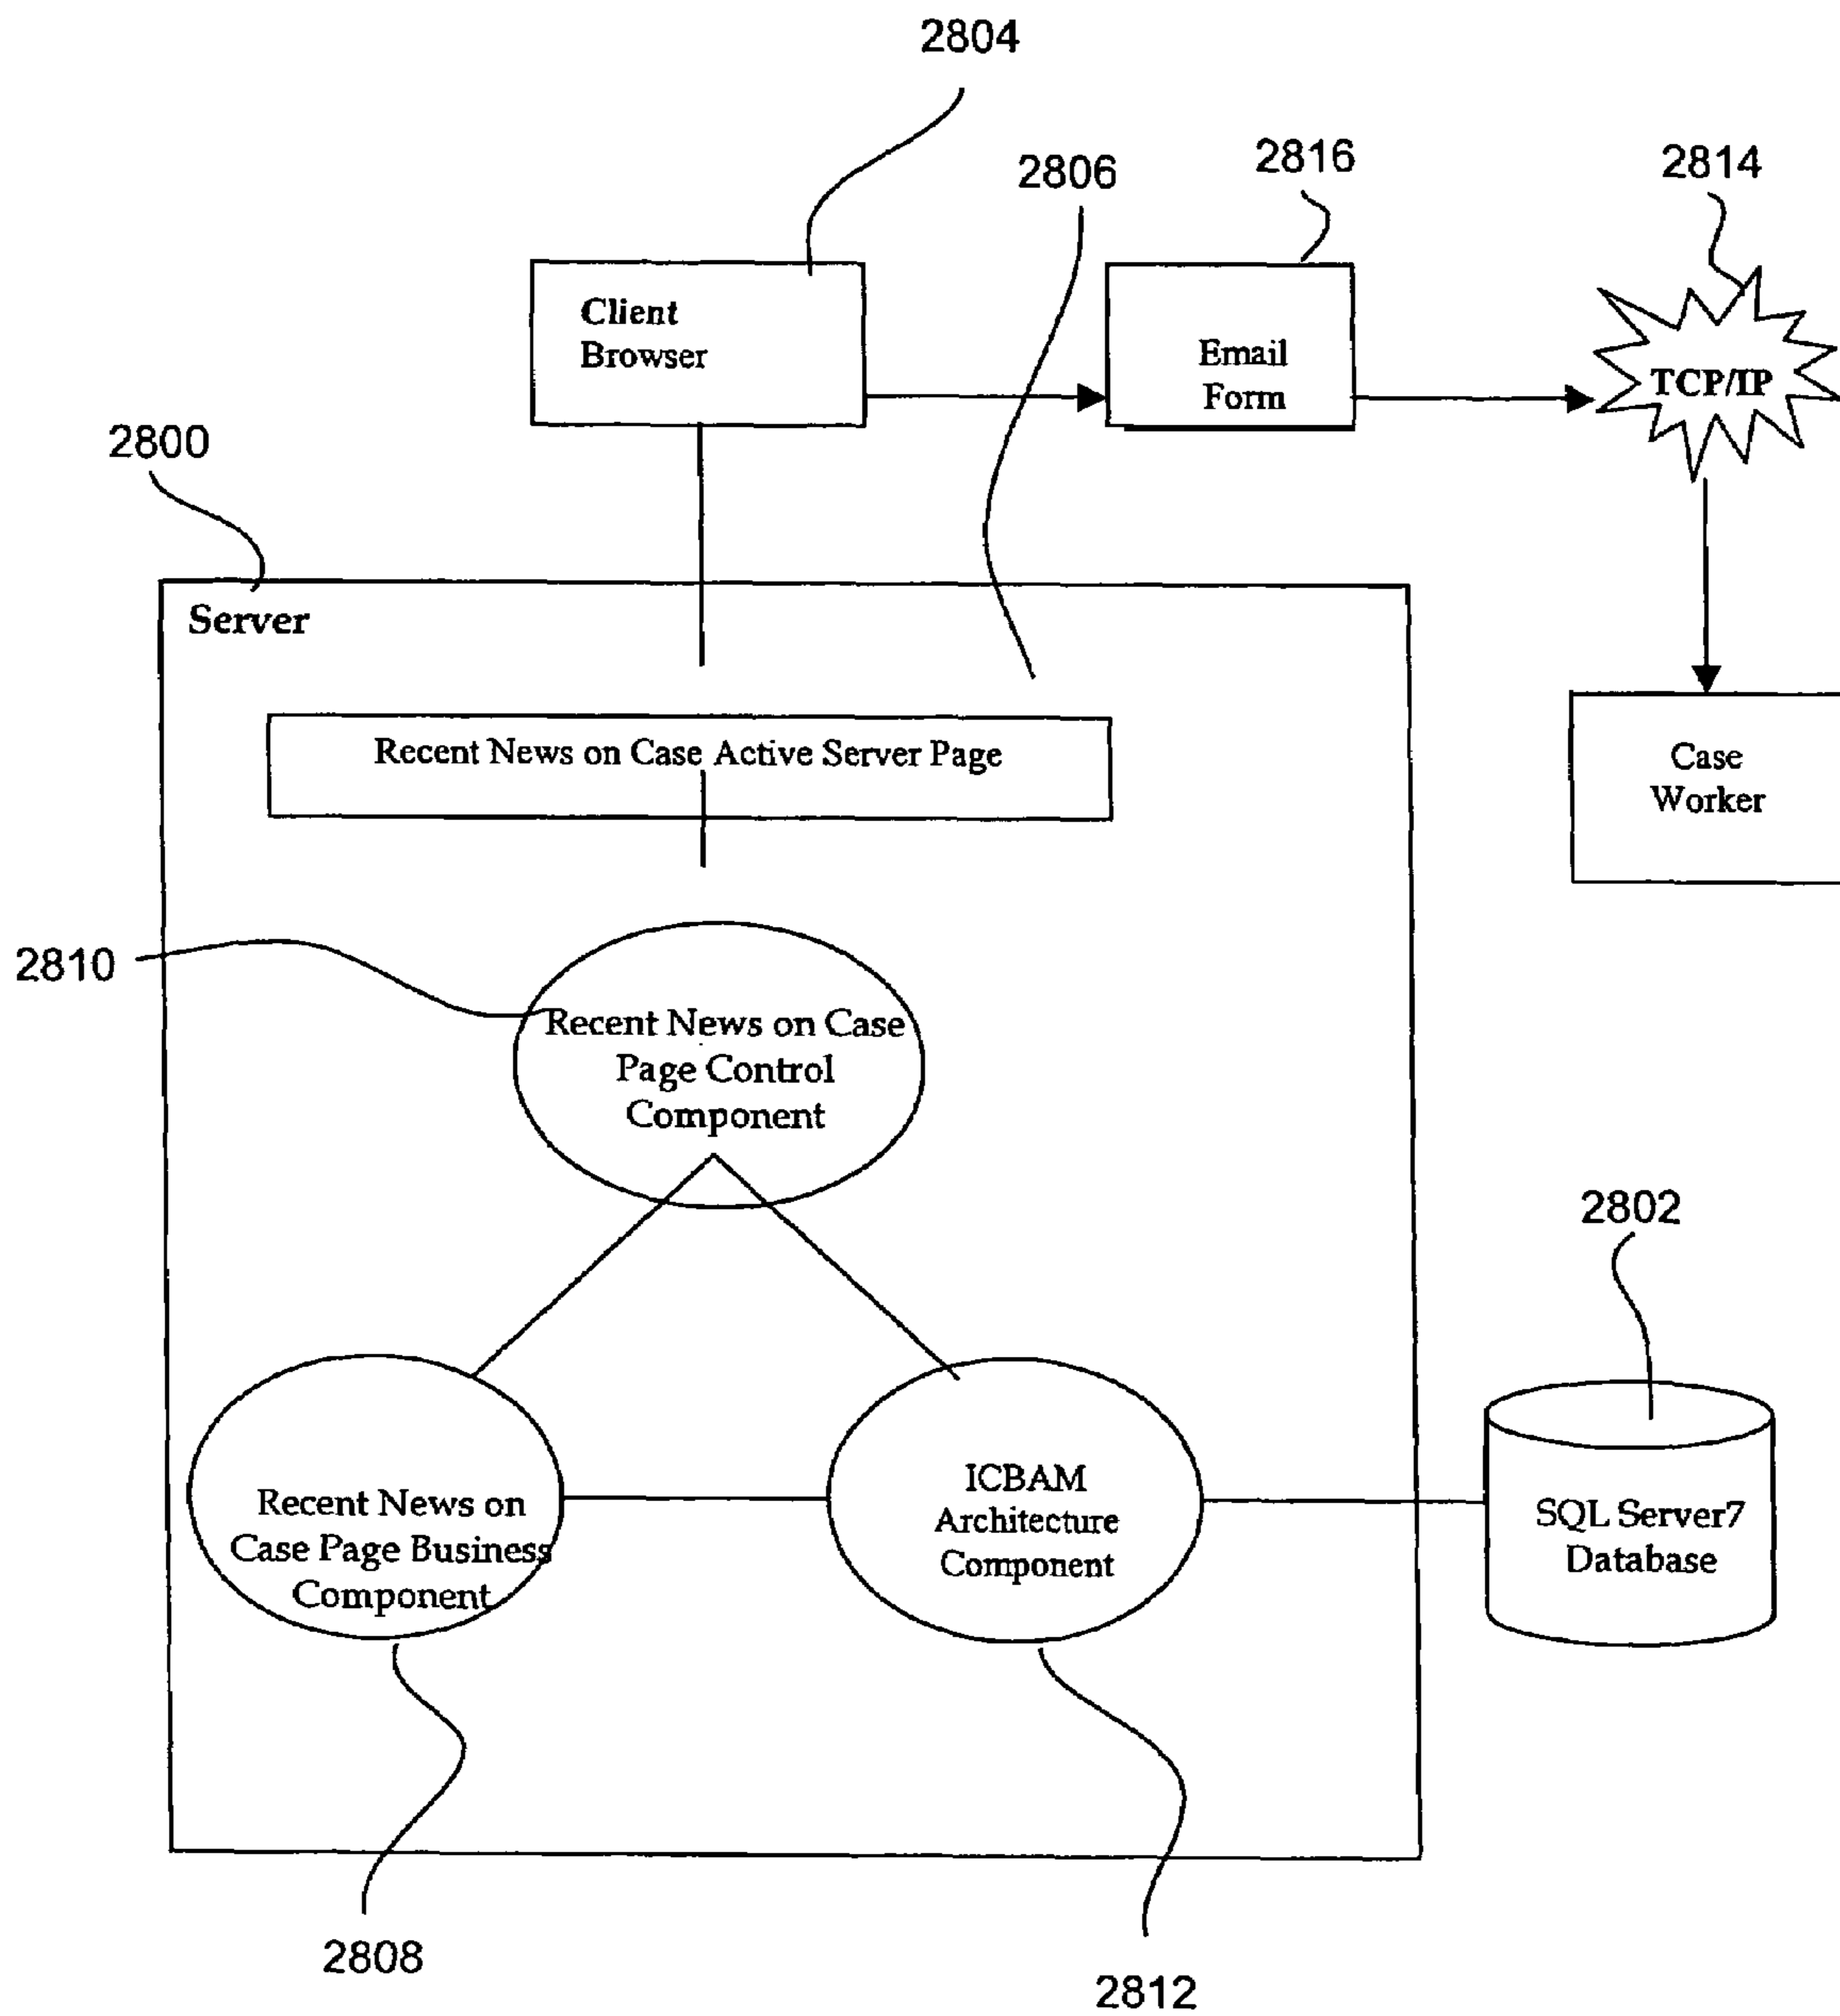 2804
2806
2816
2814
Client
Browser
Email
Form
TCP/IP
2800
Server
Recent News on Case Active Server Page
Case
Worker
2810
Recent News on Case
Page Control
Component
2802
Recent News on
Case Page Business
Component
ICBAM
Architecture
Component
SQL Server7
Database
2808
2812